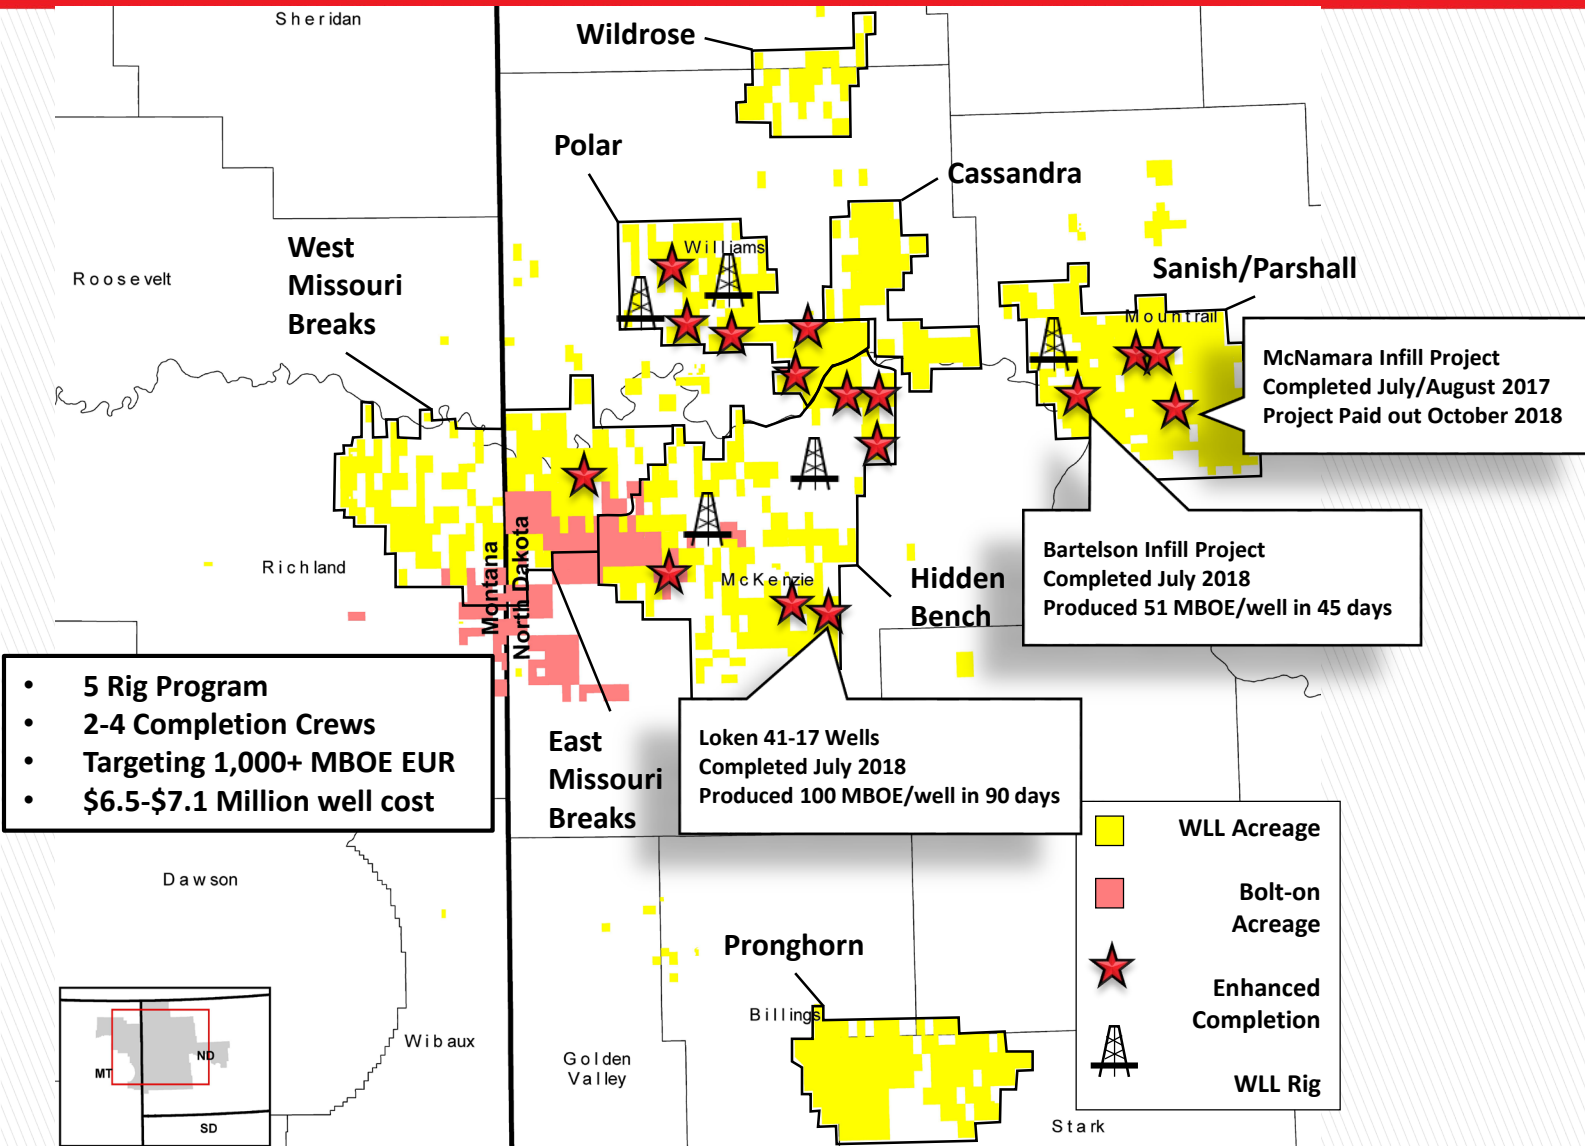 Sheridan
Wildrose
Polar
Cassandra
West
Missouri
Breaks
Roosevelt
Williams
Sanish/Parshall
Mountrail
McNamara Infill Project
Completed July/August 2017
Project Paid out October 2018
Richland
Montana
North Dakota
McKenzie
Hidden
Bench
Bartelson Infill Project
Completed July 2018
Produced 51 MBOE/well in 45 days
• 5 Rig Program
• 2-4 Completion Crews
• Targeting 1,000+ MBOE EUR
• $6.5-$7.1 Million well cost
East
Missouri
Breaks
Loken 41-17 Wells
Completed July 2018
Produced 100 MBOE/well in 90 days
WLL Acreage
Bolt-on
Acreage
Enhanced
Completion
WLL Rig
Dawson
Pronghorn
Billings
Wibaux
Golden
Valley
Stark
MT
ND
SD